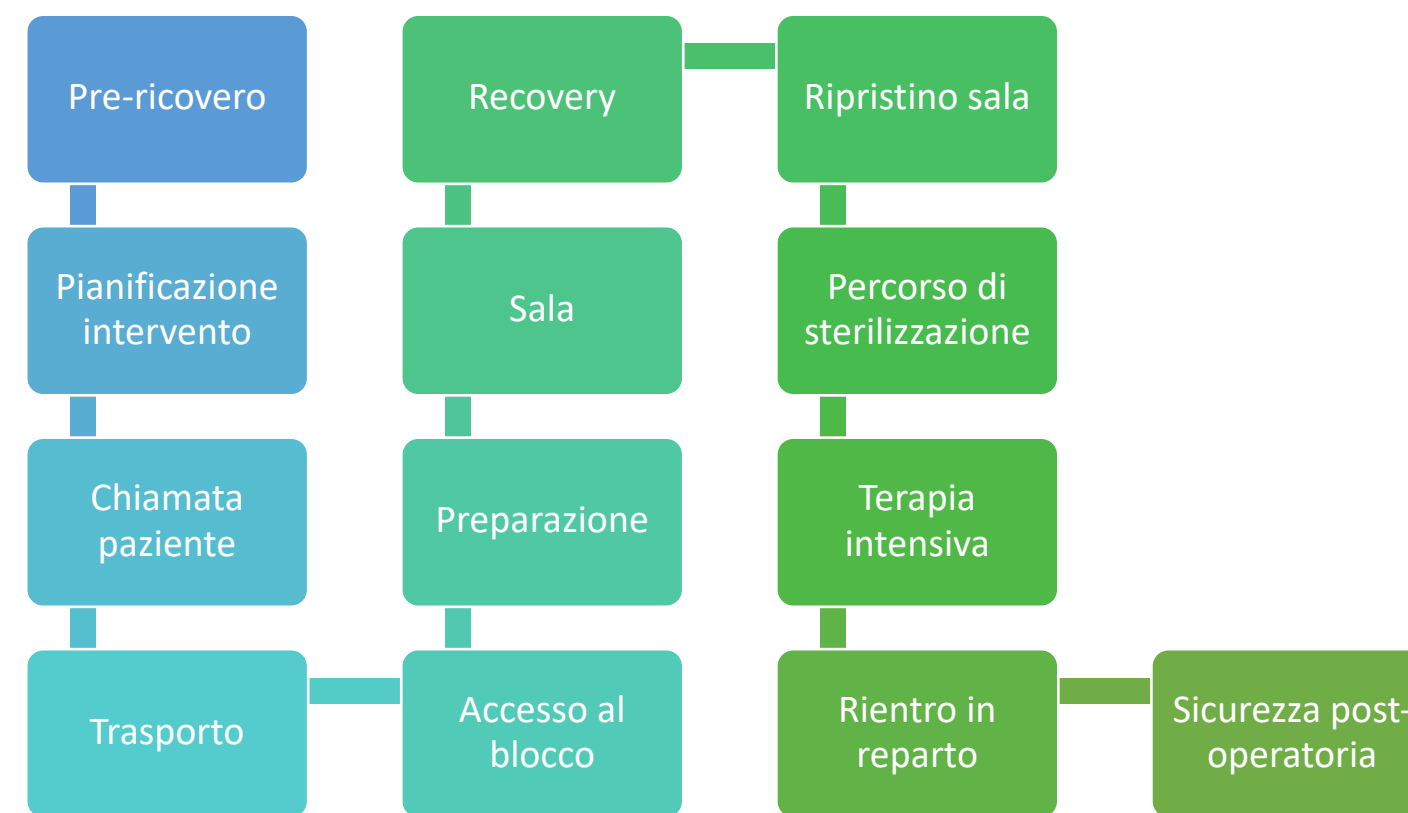 Pre-ricovero
Pianificazione
intervento
Chiamata
paziente
Trasporto
Accesso al
blocco
Preparazione
Sala
Recovery
Ripristino sala
Percorso di
sterilizzazione
Terapia
intensiva
Rientro in
reparto
Sicurezza post-
operatoria